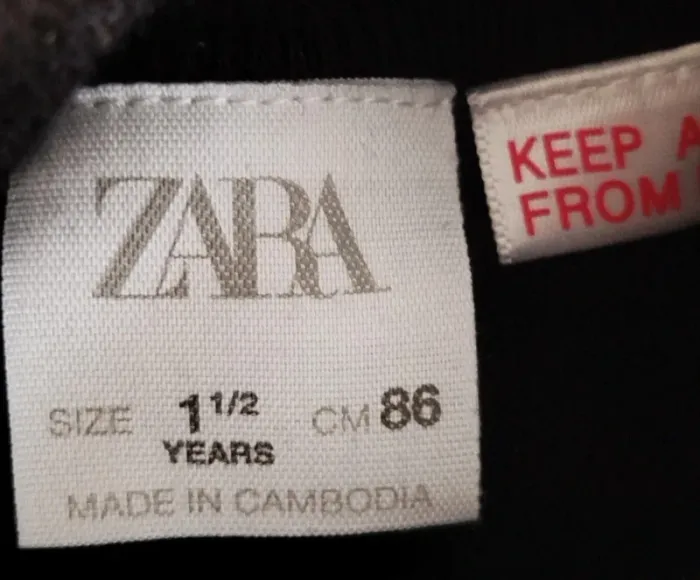 ZARA
SIZE 1 1/2 CM 86
YEARS
MADE IN CAMBODIA
KEEP
FROM